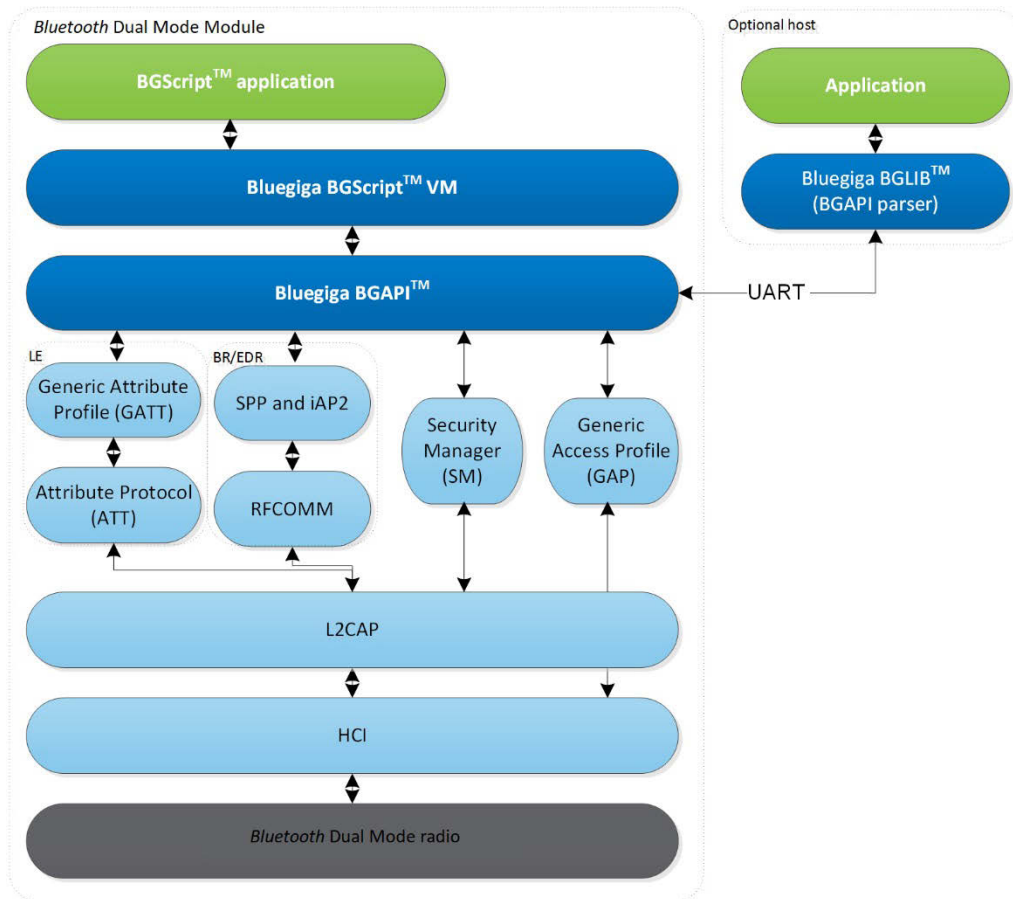 Bluetooth Dual Mode Module
BGScript™ application
Bluegiga BGScript™ VM
Bluegiga BGAPI™
LE
Generic Attribute
Profile (GATT)
Attribute Protocol
(ATT)
BR/EDR
SPP and iAP2
RFCOMM
Security
Manager
(SM)
Generic
Access Profile
(GAP)
L2CAP
HCI
Bluetooth Dual Mode radio
Optional host
Application
Bluegiga BGLIB™
(BGAPI parser)
UART